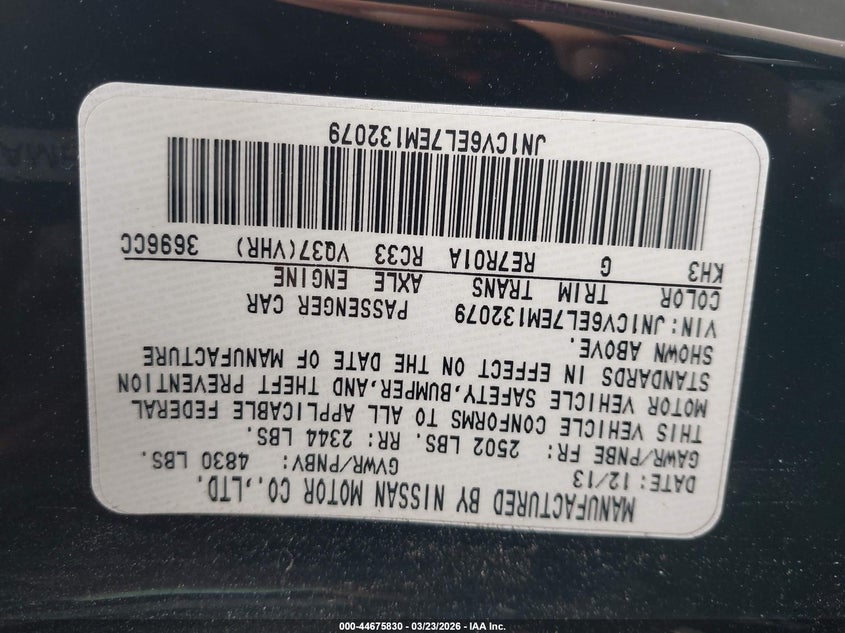 MANUFACTURED BY NISSAN MOTOR CO.,LTD.
DATE: 12/13 GVWR/PNBV: 4830 LBS
GAWR/PNBE FR: 2502 LBS. RR: 2344 LBS.
THIS VEHICLE CONFORMS TO ALL APPLICABLE FEDERAL
MOTOR VEHICLE SAFETY,BUMPER,AND THEFT PREVENTION
STANDARDS IN EFFECT ON THE DATE OF MANUFACTURE
SHOWN ABOVE.
VIN:JN1CV6EL7EM132079 PASSENGER CAR
COLOR TRIM TRANS AXLE ENGINE
KH3 G RE7R01A RC33 VQ37(VHR) 3696CC
JN1CV6EL7EM132079
000-44675830 - 03/23/2026 - IAA Inc.